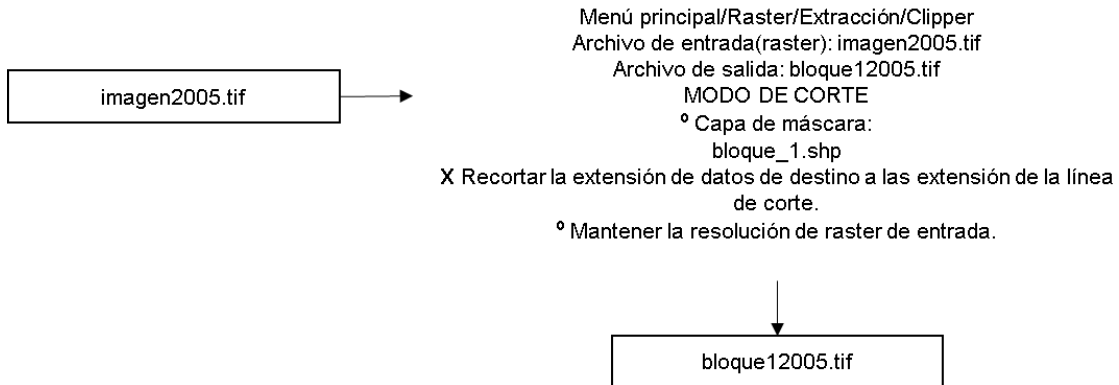 imagen2005.tif
Menú principal/Raster/Extracción/Clipper
Archivo de entrada(raster): imagen2005.tif
Archivo de salida: bloque12005.tif
MODO DE CORTE
º Capa de máscara:
bloque_1.shp
X Recortar la extensión de datos de destino a las extensión de la línea
de corte.
º Mantener la resolución de raster de entrada.
bloque12005.tif